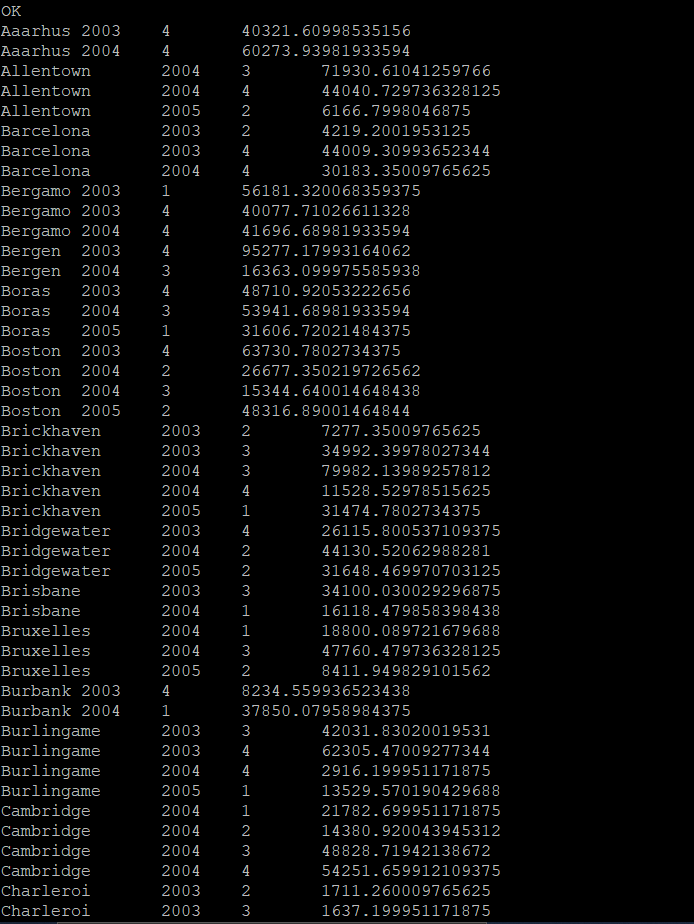 OK
Aaarhus 2003 4 40321.60998535156
Aaarhus 2004 4 60273.93981933594
Allentown 2004 3 71930.61041259766
Allentown 2004 4 44040.729736328125
Allentown 2005 2 6166.7998046875
Barcelona 2003 2 4219.2001953125
Barcelona 2003 4 44009.30993652344
Barcelona 2004 4 30183.35009765625
Bergamo 2003 1 56181.320068359375
Bergamo 2003 4 40077.71026611328
Bergamo 2004 4 41696.68981933594
Bergen 2003 4 95277.17993164062
Bergen 2004 3 16363.099975585938
Boras 2003 4 48710.92053222656
Boras 2004 3 53941.68981933594
Boras 2005 1 31606.72021484375
Boston 2003 4 63730.7802734375
Boston 2004 2 26677.350219726562
Boston 2004 3 15344.640014648438
Boston 2005 2 48316.89001464844
Brickhaven 2003 2 7277.35009765625
Brickhaven 2003 3 34992.39978027344
Brickhaven 2004 3 79982.13989257812
Brickhaven 2004 4 11528.52978515625
Brickhaven 2005 1 31474.7802734375
Bridgewater 2003 4 26115.800537109375
Bridgewater 2004 2 44130.52062988281
Bridgewater 2005 2 31648.469970703125
Brisbane 2003 3 34100.030029296875
Brisbane 2004 1 16118.479858398438
Bruxelles 2004 1 18800.089721679688
Bruxelles 2004 3 47760.479736328125
Bruxelles 2005 2 8411.949829101562
Burbank 2003 4 8234.559936523438
Burbank 2004 1 37850.07958984375
Burlingame 2003 3 42031.83020019531
Burlingame 2003 4 62305.47009277344
Burlingame 2004 4 2916.199951171875
Burlingame 2005 1 13529.570190429688
Cambridge 2004 1 21782.699951171875
Cambridge 2004 2 14380.920043945312
Cambridge 2004 3 48828.71942138672
Cambridge 2004 4 54251.659912109375
Charleroi 2003 2 1711.260009765625
Charleroi 2003 3 1637.199951171875